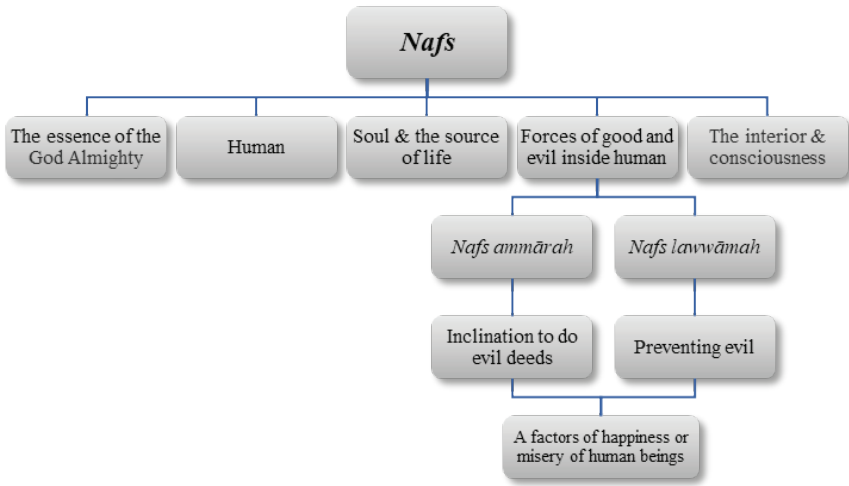 Nafs
The essence of the
God Almighty
Human
Soul & the source
of life
Forces of good and
evil inside human
The interior &
consciousness
Nafs ammārah
Nafs lawwāmah
Inclination to do
evil deeds
Preventing evil
A factors of happiness or
misery of human beings